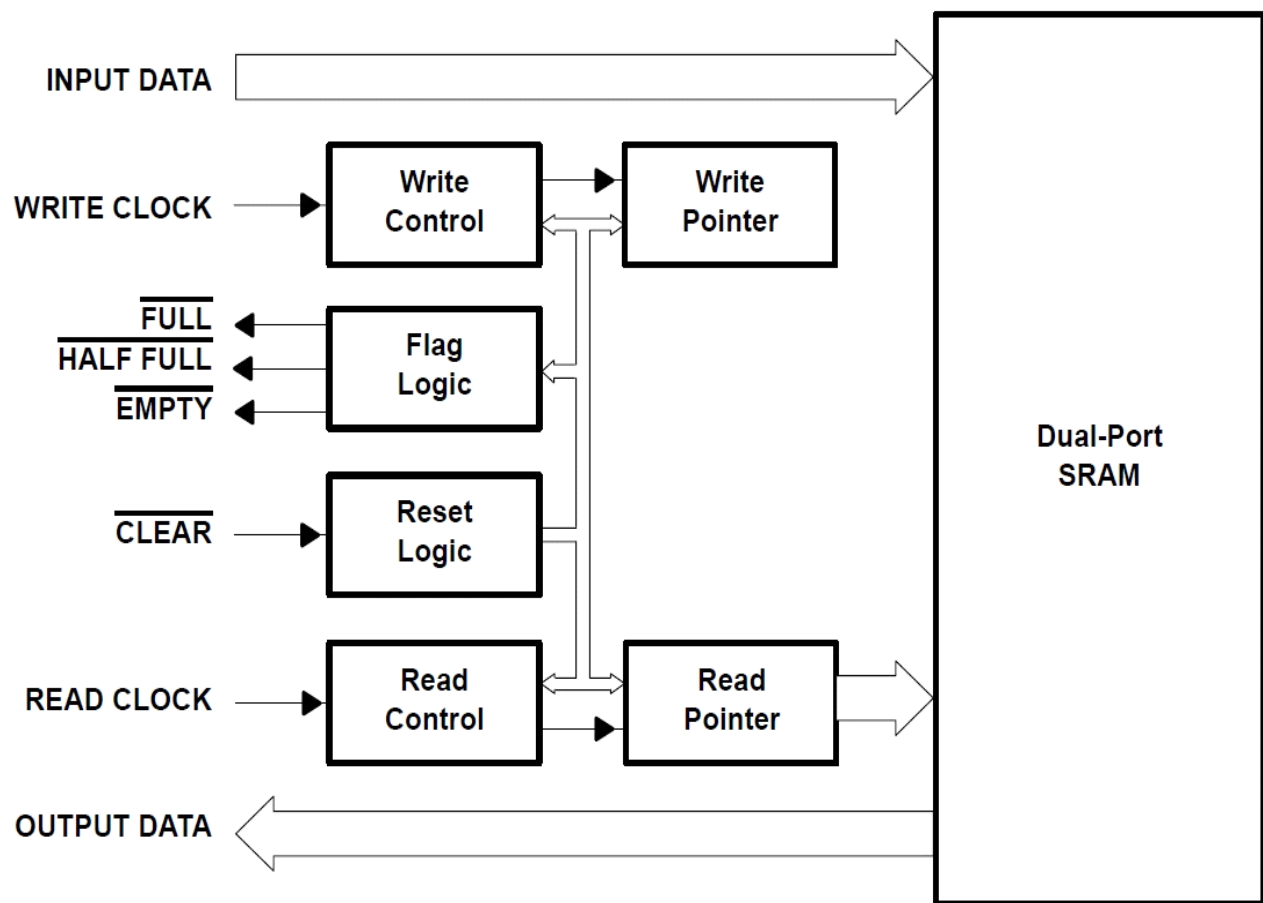 INPUT DATA
WRITE CLOCK
Write
Control
Write
Pointer
FULL
HALF FULL
EMPTY
Flag
Logic
Dual-Port
SRAM
CLEAR
Reset
Logic
READ CLOCK
Read
Control
Read
Pointer
OUTPUT DATA